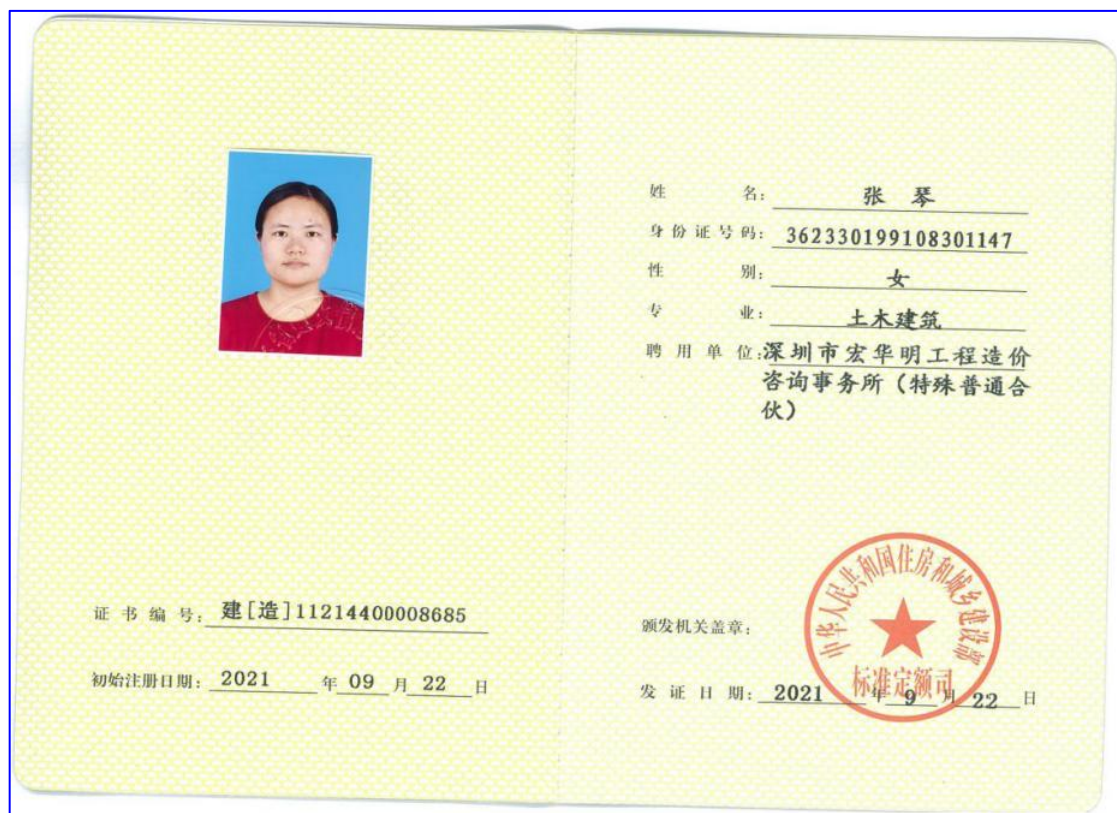 姓 名: 张 琴
身份证号码: 362330199108301147
性 别: 女
专 业: 土木建筑
聘用单位: 深圳市宏华明工程造价
咨询事务所（特殊普通合
伙）
证书编号: 建[造]11214400008685
初始注册日期: 2021 年 09 月 22 日
颁发机关盖章:
中华人民共和国住房和城乡建设部
标准定额司
发证日期: 2021 年 9 月 22 日